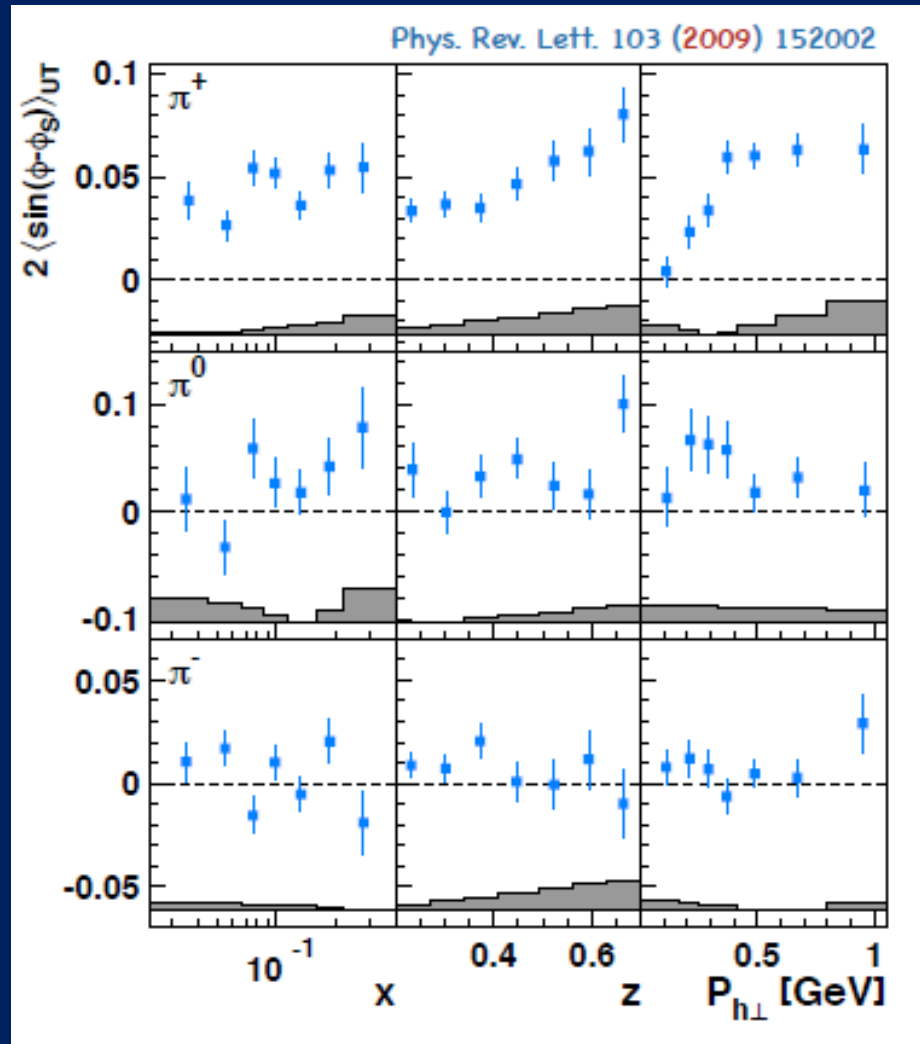 Phys. Rev. Lett. 103 (2009) 152002
2 ⟨sin(ϕ-ϕS)⟩UT
π+
0.1
0.05
0
π0
0.1
0
-0.1
π-
0.05
0
-0.05
10-1
0.4 0.6
0.5 1
x z Ph⊥ [GeV]